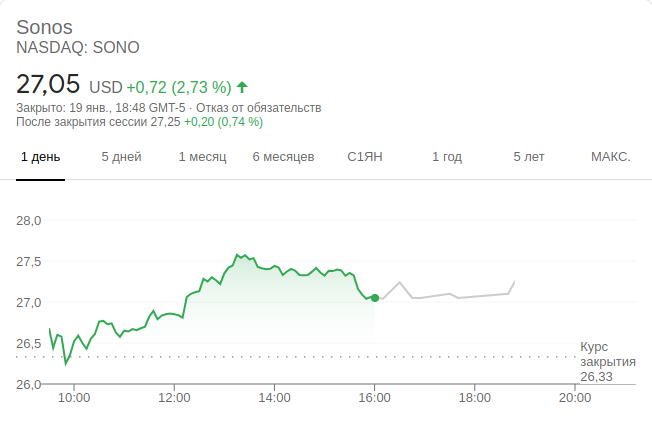 Sonos
NASDAQ: SONO
27,05 USD +0,72 (2,73 %)
Закрыто: 19 янв., 18:48 GMT-5 · Отказ от обязательств
После закрытия сессии 27,25 +0,20 (0,74 %)
1 день 5 дней 1 месяц 6 месяцев С1ЯН 1 год 5 лет МАКС.
28,0
27,5
27,0
26,5
26,0
Курс
закрытия
26,33
10:00 12:00 14:00 16:00 18:00 20:00